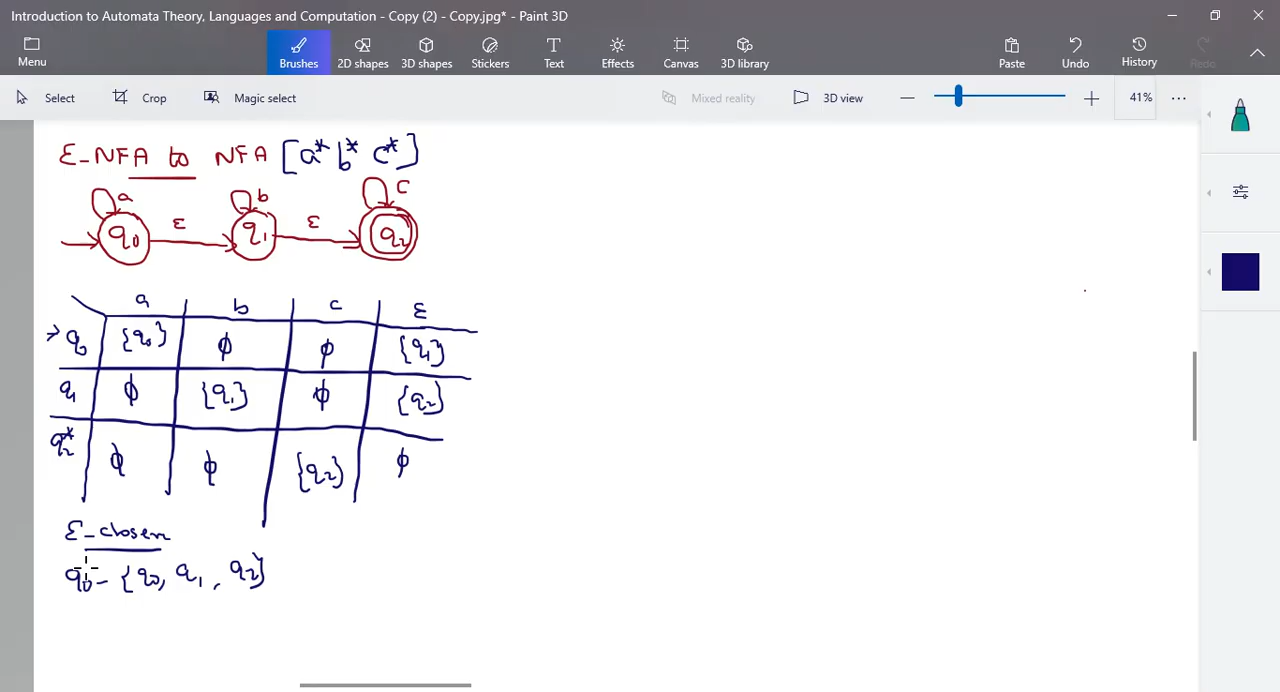 Introduction to Automata Theory, Languages and Computation - Copy (2) - Copy.jpg* - Paint 3D
Menu Brushes 2D shapes 3D shapes Stickers Text Effects Canvas 3D library Paste Undo History Redo
Select Crop Magic select Mixed reality 3D view 41%
Ɛ-NFA to NFA [a* b* c*]
a b c
q0 ε q1 ε q2
a b c ε
→q0 {q0} ϕ ϕ {q1}
q1 ϕ {q1} ϕ {q2}
q2* ϕ ϕ {q2} ϕ
Ɛ-closen
q0- {q0, q1, q2}